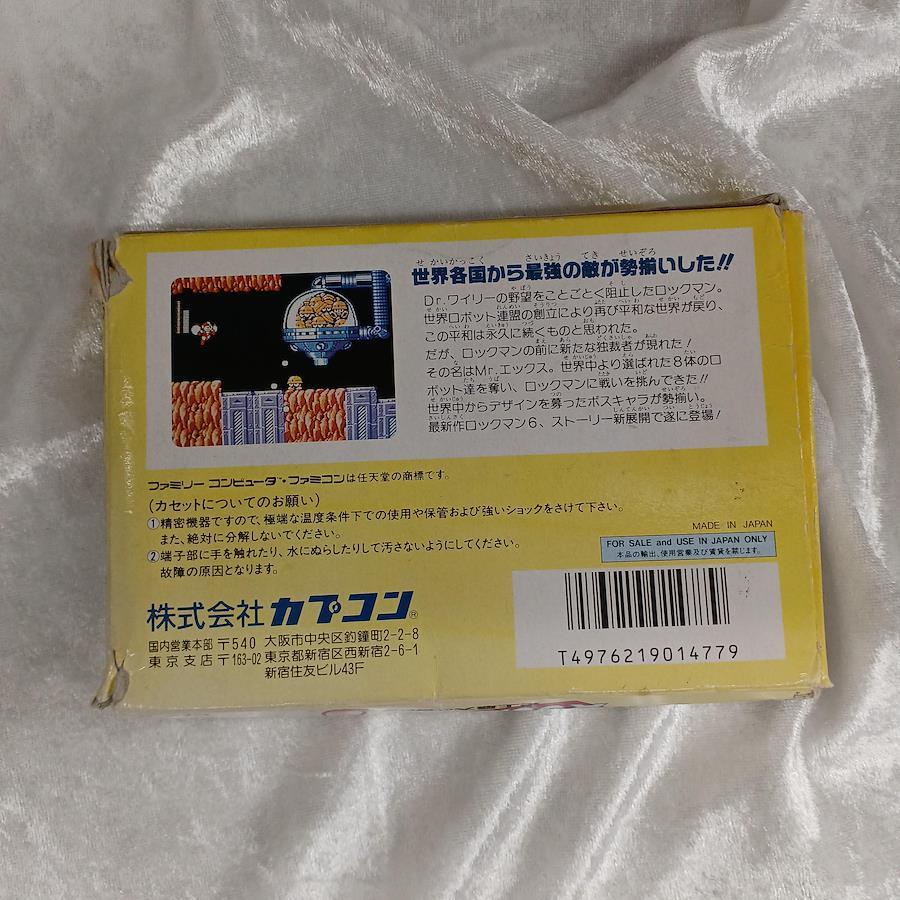 世界各国から最強の敵が勢揃いした!!
Dr.ワイリーの野望をことごとく阻止したロックマン。
世界ロボット連盟の創立により再び平和な世界が戻り、
この平和は永久に続くものと思われた。
だが、ロックマンの前に新たな独裁者が現れた!
その名はMr.エックス。世界中より選ばれた8体のロ
ボット達を奪い、ロックマンに戦いを挑んできた!!
世界中からデザインを募ったボスキャラが勢揃い。
最新作ロックマン6、ストーリー新展開で遂に登場!
ファミリー コンピュータ・ファミコンは任天堂の商標です。
(カセットについてのお願い)
①精密機器ですので、極端な温度条件下での使用や保管および強いショックをさけて下さい。
また、絶対に分解しないでください。
②端子部に手を触れたり、水にぬらしたりして汚さないようにしてください。
故障の原因となります。
MADE IN JAPAN
FOR SALE and USE IN JAPAN ONLY
本品の輸出、使用営業及び賃貸を禁じます。
株式会社カプコン®
国内営業本部 〒540 大阪市中央区釣鐘町2-2-8
東京支店 〒163-02 東京都新宿区西新宿2-6-1
新宿住友ビル43F
T4976219014779